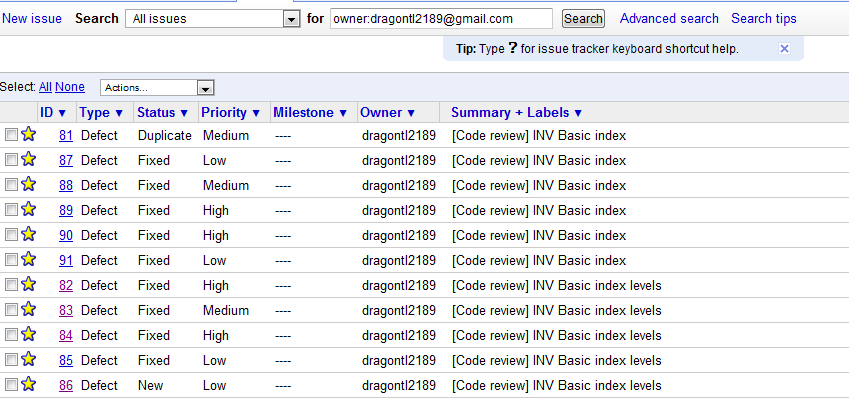 New issue Search All issues for owner:dragontl2189@gmail.com Search Advanced search Search tips
Tip: Type ? for issue tracker keyboard shortcut help.
Select: All None Actions...
ID Type Status Priority Milestone Owner Summary + Labels
81 Defect Duplicate Medium ---- dragontl2189 [Code review] INV Basic index
87 Defect Fixed Low ---- dragontl2189 [Code review] INV Basic index
88 Defect Fixed Medium ---- dragontl2189 [Code review] INV Basic index
89 Defect Fixed High ---- dragontl2189 [Code review] INV Basic index
90 Defect Fixed High ---- dragontl2189 [Code review] INV Basic index
91 Defect Fixed Low ---- dragontl2189 [Code review] INV Basic index
82 Defect Fixed High ---- dragontl2189 [Code review] INV Basic index levels
83 Defect Fixed Medium ---- dragontl2189 [Code review] INV Basic index levels
84 Defect Fixed High ---- dragontl2189 [Code review] INV Basic index levels
85 Defect Fixed Low ---- dragontl2189 [Code review] INV Basic index levels
86 Defect New Low ---- dragontl2189 [Code review] INV Basic index levels